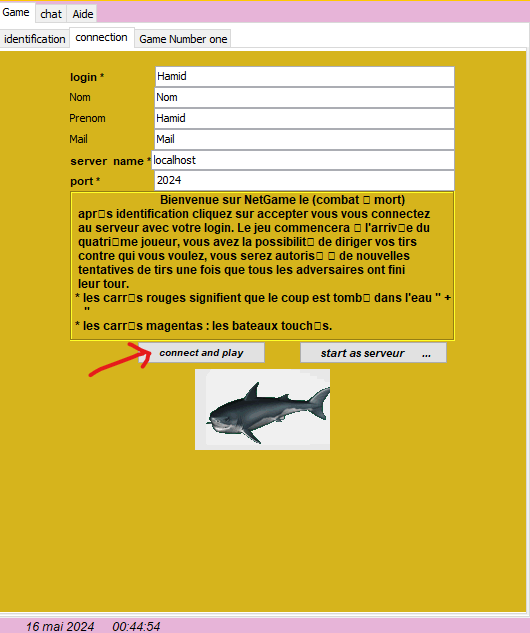 Game chat Aide
identification connection Game Number one
login * Hamid
Nom Nom
Prenom Hamid
Mail Mail
server name * localhost
port * 2024
Bienvenue sur NetGame le (combat □ mort)
apr□s identification cliquez sur accepter vous vous connectez
au serveur avec votre login. Le jeu commencera □ l'arriv□e du
quatri□me joueur, vous avez la possibilit□ de diriger vos tirs
contre qui vous voulez, vous serez autoris□ □ de nouvelles
tentatives de tirs une fois que tous les adversaires ont fini
leur tour.
* les carr□s rouges signifient que le coup est tomb□ dans l'eau " +
"
* les carr□s magentas : les bateaux touch□s.
connect and play start as serveur ...
16 mai 2024 00:44:54